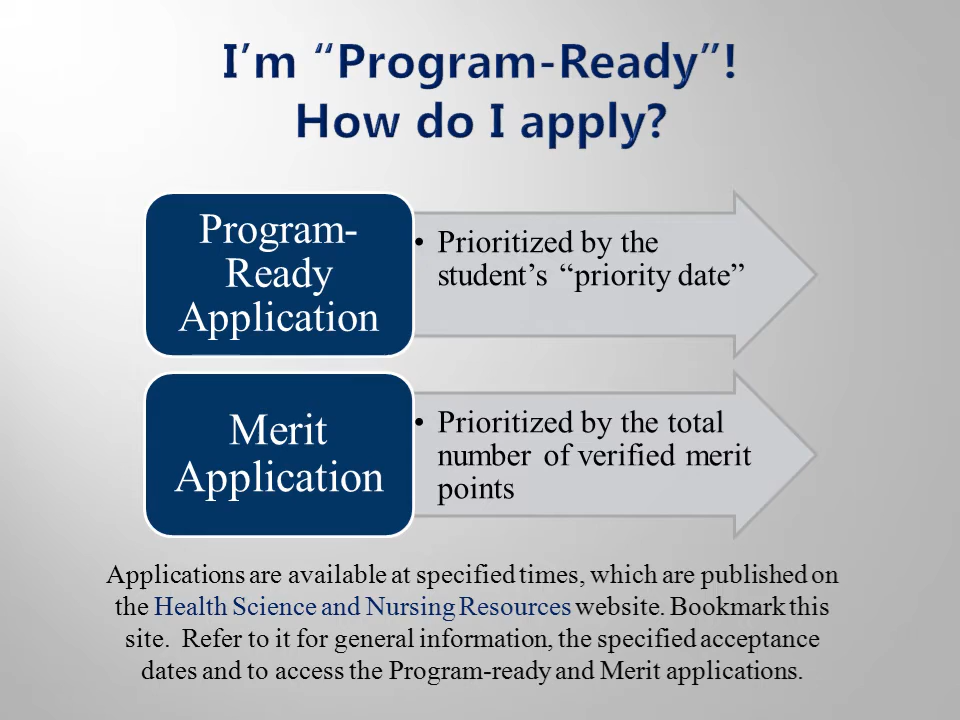 I’m “Program-Ready”!
How do I apply?
Program-
Ready
Application
• Prioritized by the
student’s “priority date”
Merit
Application
• Prioritized by the total
number of verified merit
points
Applications are available at specified times, which are published on
the Health Science and Nursing Resources website. Bookmark this
site.  Refer to it for general information, the specified acceptance
dates and to access the Program-ready and Merit applications.